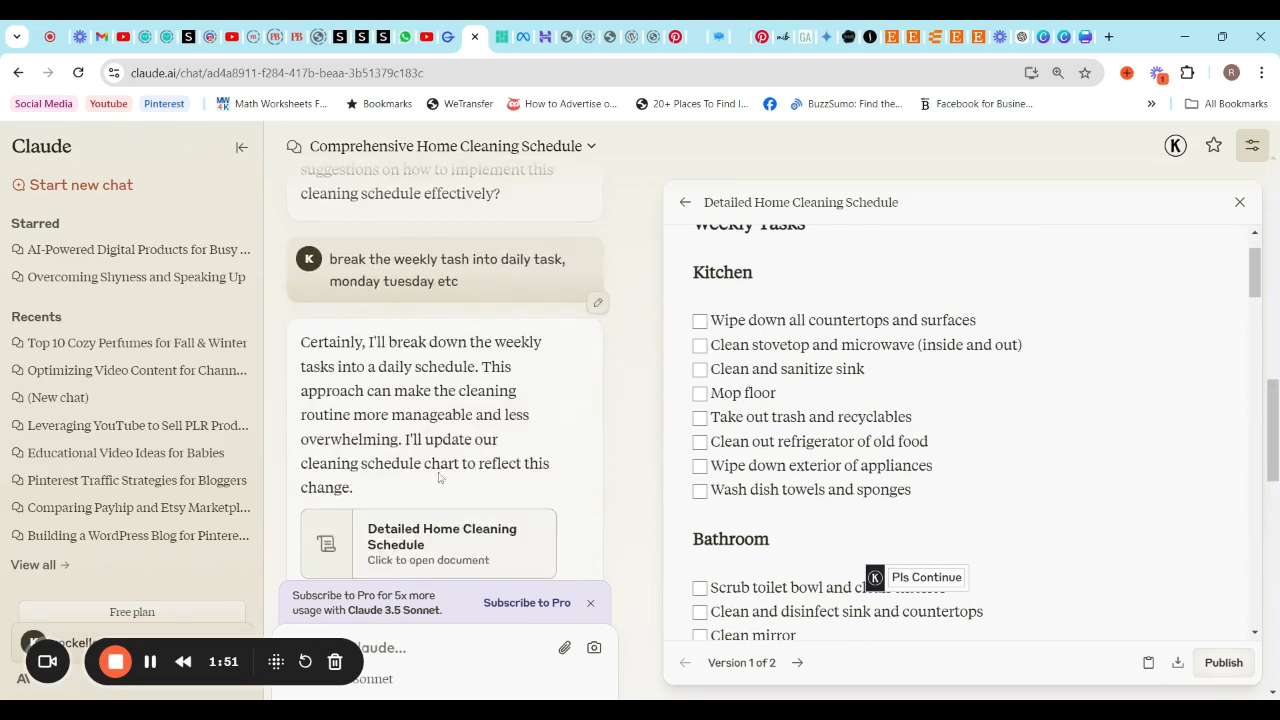 claude.ai/chat/ad4a8911-f284-417b-beaa-3b51379c183c
1
R
Social Media
Youtube
Pinterest
Math Worksheets F...
Bookmarks
WeTransfer
How to Advertise o...
20+ Places To Find I...
BuzzSumo: Find the...
Facebook for Busine...
»
All Bookmarks
Claude
Start new chat
Starred
AI-Powered Digital Products for Busy ...
Overcoming Shyness and Speaking Up
Recents
Top 10 Cozy Perfumes for Fall & Winter
Optimizing Video Content for Chann...
(New chat)
Leveraging YouTube to Sell PLR Prod...
Educational Video Ideas for Babies
Pinterest Traffic Strategies for Bloggers
Comparing Payhip and Etsy Marketpl...
Building a WordPress Blog for Pintere...
View all →
Free plan
1:51
Comprehensive Home Cleaning Schedule
suggestions on how to implement this
cleaning schedule effectively?
K
break the weekly tash into daily task,
monday tuesday etc
Certainly, I'll break down the weekly
tasks into a daily schedule. This
approach can make the cleaning
routine more manageable and less
overwhelming. I'll update our
cleaning schedule chart to reflect this
change.
Detailed Home Cleaning
Schedule
Click to open document
Subscribe to Pro for 5x more
usage with Claude 3.5 Sonnet.
Subscribe to Pro
K
Detailed Home Cleaning Schedule
Weekly Tasks
Kitchen
Wipe down all countertops and surfaces
Clean stovetop and microwave (inside and out)
Clean and sanitize sink
Mop floor
Take out trash and recyclables
Clean out refrigerator of old food
Wipe down exterior of appliances
Wash dish towels and sponges
Bathroom
K Pls Continue
Scrub toilet bowl and
Clean and disinfect sink and countertops
Clean mirror
Version 1 of 2
Publish